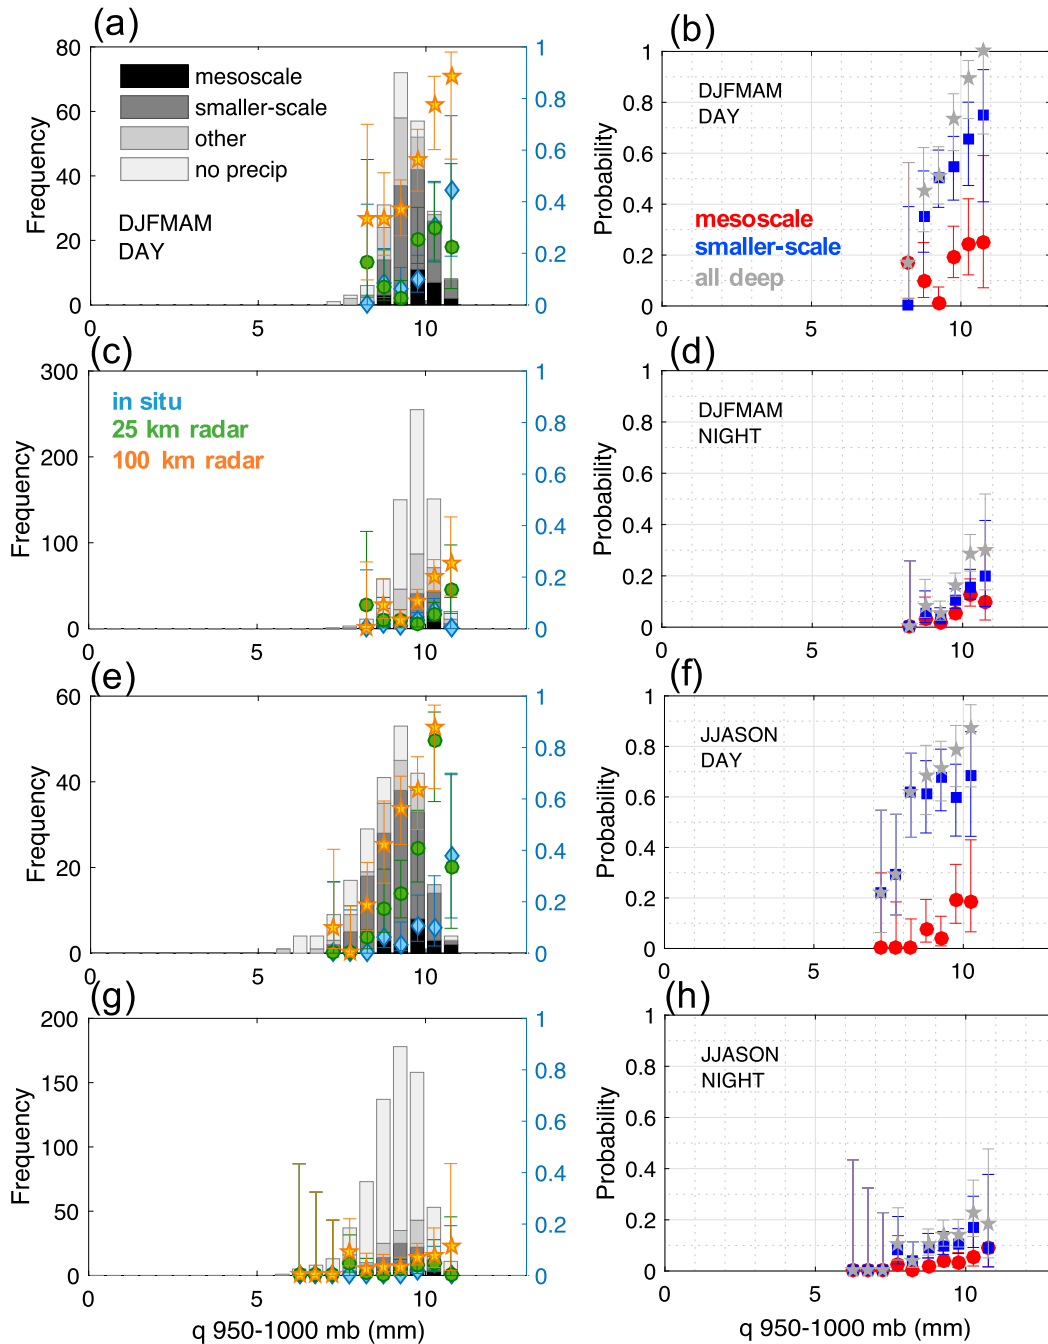 (a)
80
60
40
20
0
Frequency
mesoscale
smaller-scale
other
no precip
DJFMAM
DAY
1
0.8
0.6
0.4
0.2
0
0
5
10
(b)
1
0.8
0.6
0.4
0.2
0
Probability
DJFMAM
DAY
mesoscale
smaller-scale
all deep
0
5
10
(c)
300
200
100
0
Frequency
in situ
25 km radar
100 km radar
1
0.8
0.6
0.4
0.2
0
0
5
10
(d)
1
0.8
0.6
0.4
0.2
0
Probability
DJFMAM
NIGHT
0
5
10
(e)
60
40
20
0
Frequency
1
0.8
0.6
0.4
0.2
0
0
5
10
(f)
1
0.8
0.6
0.4
0.2
0
Probability
JJASON
DAY
0
5
10
(g)
200
150
100
50
0
Frequency
1
0.8
0.6
0.4
0.2
0
0
5
10
q 950-1000 mb (mm)
(h)
1
0.8
0.6
0.4
0.2
0
Probability
JJASON
NIGHT
0
5
10
q 950-1000 mb (mm)